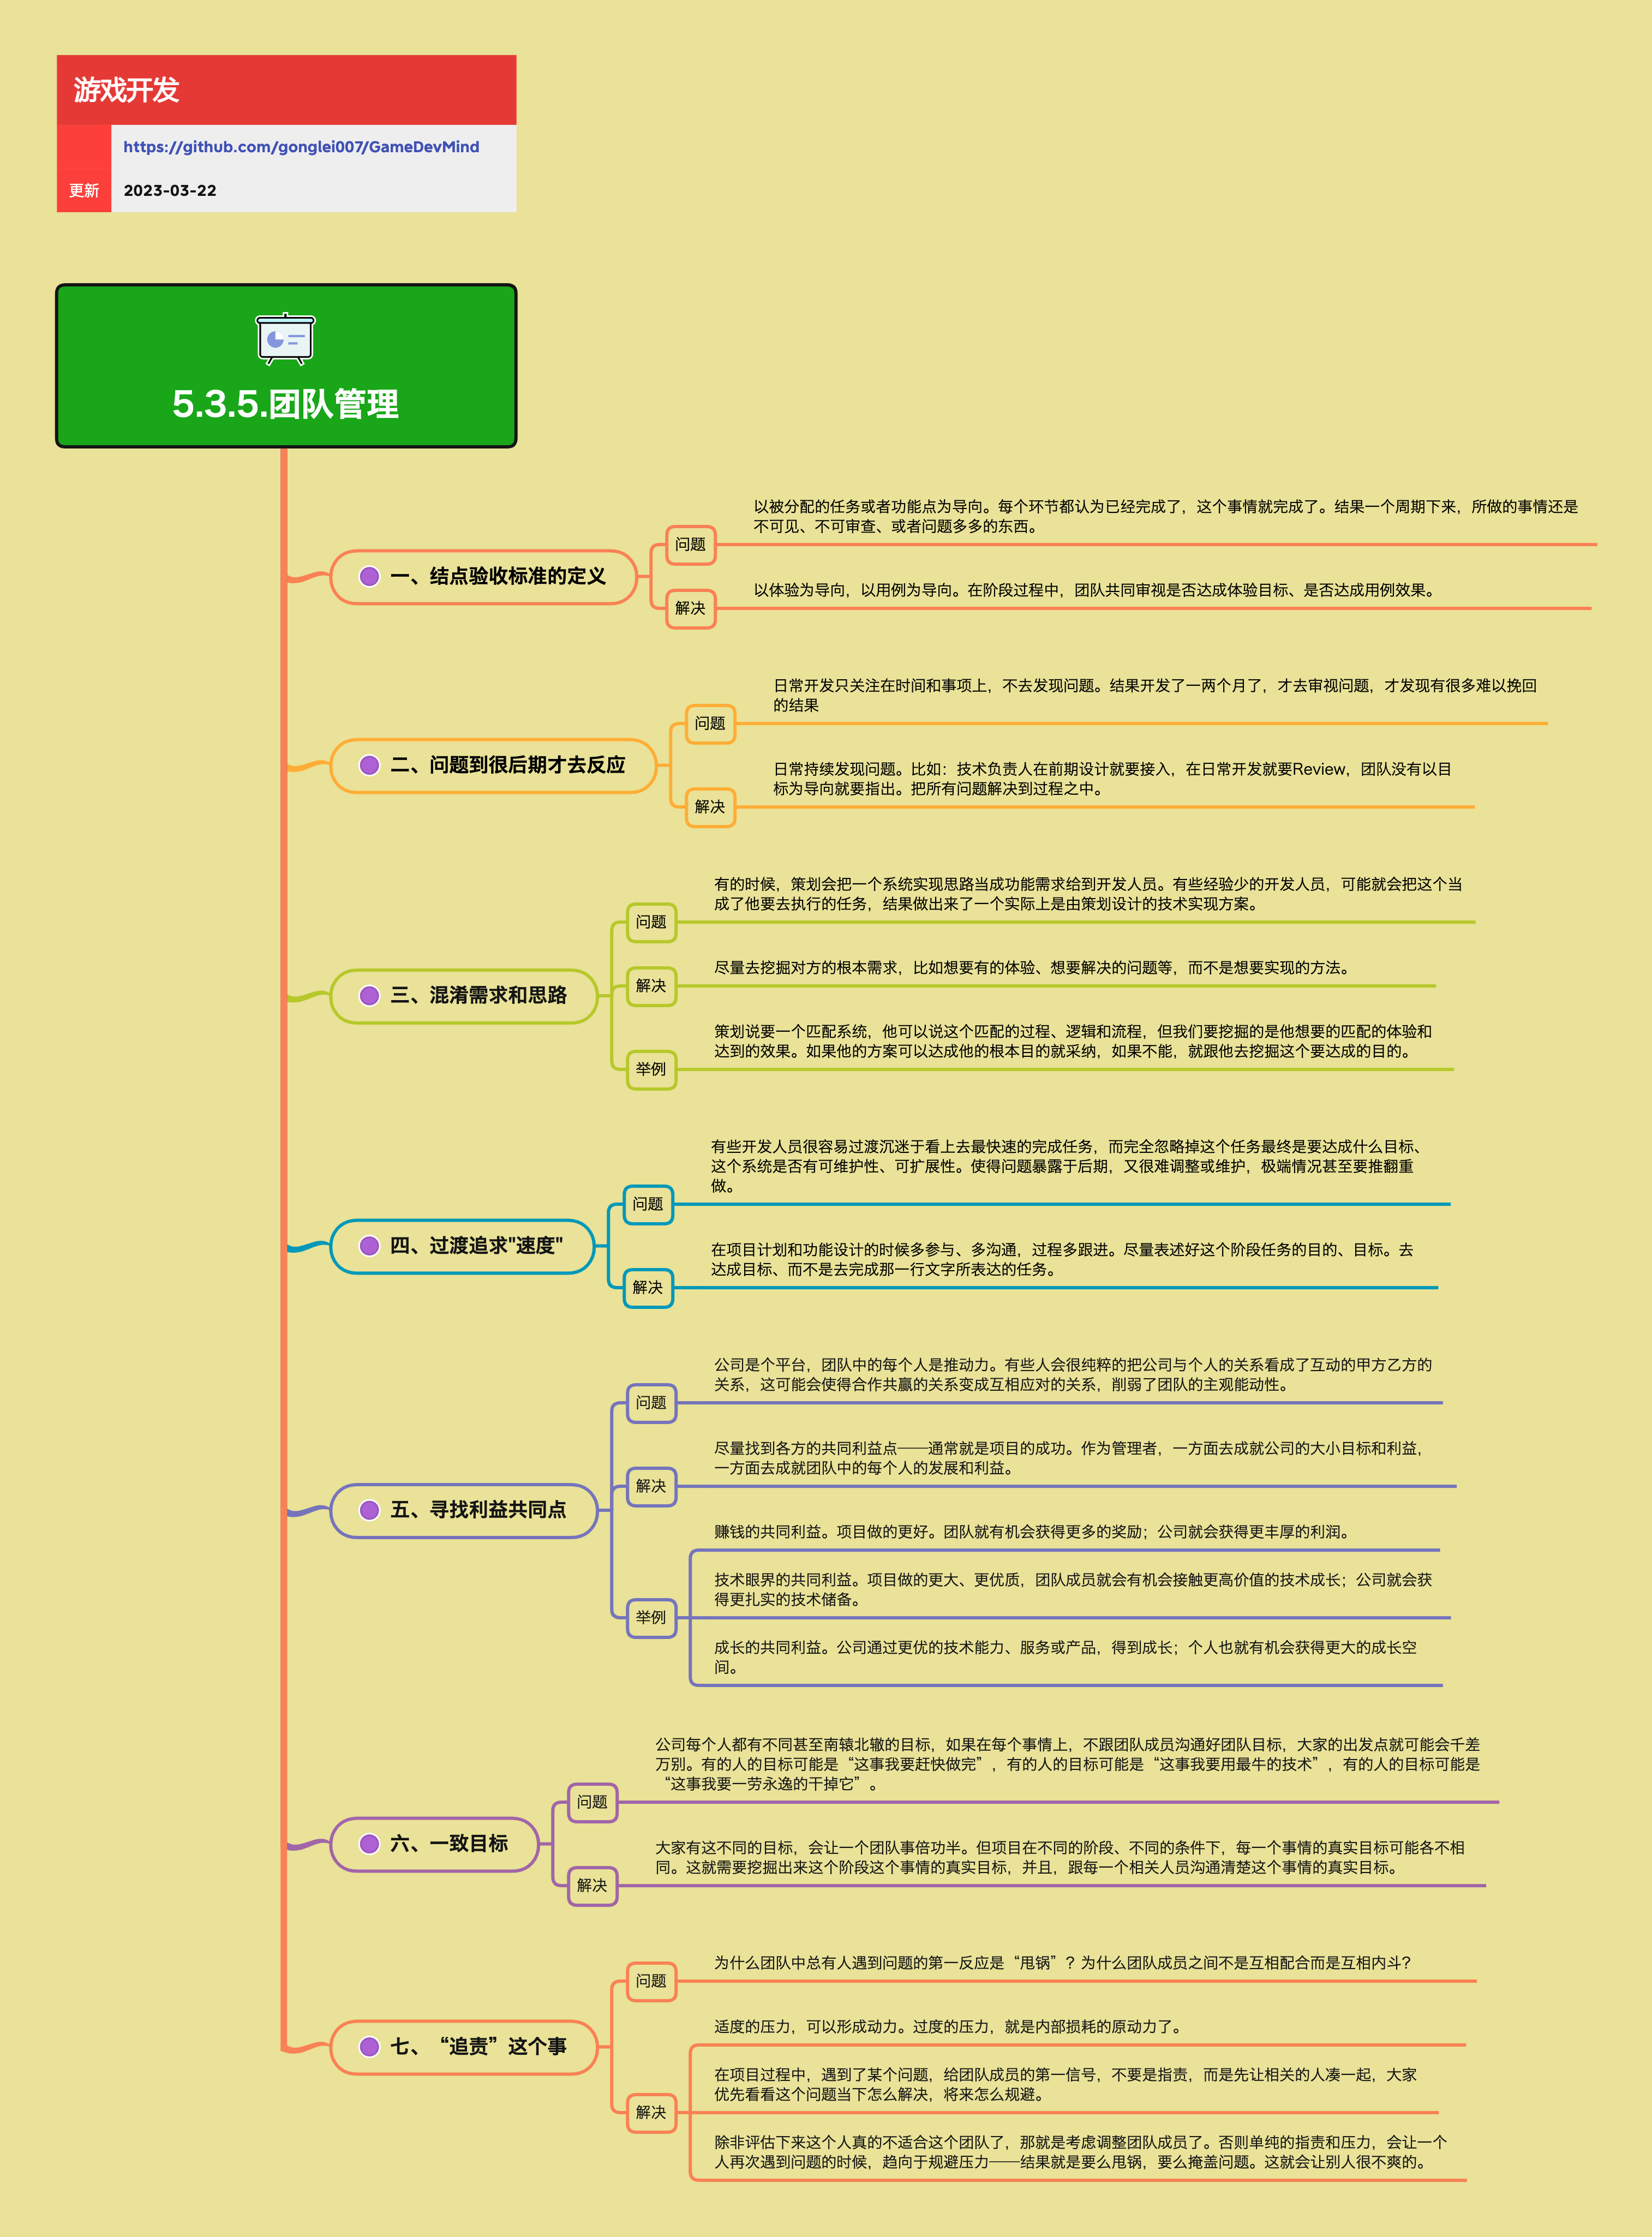 游戏开发
https://github.com/gonglei007/GameDevMind
更新
2023-03-22
5.3.5.团队管理
一、结点验收标准的定义
问题
以被分配的任务或者功能点为导向。每个环节都认为已经完成了，这个事情就完成了。结果一个周期下来，所做的事情还是
不可见、不可审查、或者问题多多的东西。
解决
以体验为导向，以用例为导向。在阶段过程中，团队共同审视是否达成体验目标、是否达成用例效果。
二、问题到很后期才去反应
问题
日常开发只关注在时间和事项上，不去发现问题。结果开发了一两个月了，才去审视问题，才发现有很多难以挽回
的结果
解决
日常持续发现问题。比如：技术负责人在前期设计就要接入，在日常开发就要Review，团队没有以目
标为导向就要指出。把所有问题解决到过程之中。
三、混淆需求和思路
问题
有的时候，策划会把一个系统实现思路当成功能需求给到开发人员。有些经验少的开发人员，可能就会把这个当
成了他要去执行的任务，结果做出来了一个实际上是由策划设计的技术实现方案。
解决
尽量去挖掘对方的根本需求，比如想要有的体验、想要解决的问题等，而不是想要实现的方法。
举例
策划说要一个匹配系统，他可以说这个匹配的过程、逻辑和流程，但我们要挖掘的是他想要的匹配的体验和
达到的效果。如果他的方案可以达成他的根本目的就采纳，如果不能，就跟他去挖掘这个要达成的目的。
四、过渡追求"速度"
问题
有些开发人员很容易过渡沉迷于看上去最快速的完成任务，而完全忽略掉这个任务最终是要达成什么目标、
这个系统是否有可维护性、可扩展性。使得问题暴露于后期，又很难调整或维护，极端情况甚至要推翻重
做。
解决
在项目计划和功能设计的时候多参与、多沟通，过程多跟进。尽量表述好这个阶段任务的目的、目标。去
达成目标、而不是去完成那一行文字所表达的任务。
五、寻找利益共同点
问题
公司是个平台，团队中的每个人是推动力。有些人会很纯粹的把公司与个人的关系看成了互动的甲方乙方的
关系，这可能会使得合作共赢的关系变成互相应对的关系，削弱了团队的主观能动性。
解决
尽量找到各方的共同利益点——通常就是项目的成功。作为管理者，一方面去成就公司的大小目标和利益，
一方面去成就团队中的每个人的发展和利益。
举例
赚钱的共同利益。项目做的更好。团队就有机会获得更多的奖励；公司就会获得更丰厚的利润。
技术眼界的共同利益。项目做的更大、更优质，团队成员就会有机会接触更高价值的技术成长；公司就会获
得更扎实的技术储备。
成长的共同利益。公司通过更优的技术能力、服务或产品，得到成长；个人也就有机会获得更大的成长空
间。
六、一致目标
问题
公司每个人都有不同甚至南辕北辙的目标，如果在每个事情上，不跟团队成员沟通好团队目标，大家的出发点就可能会千差
万别。有的人的目标可能是“这事我要赶快做完”，有的人的目标可能是“这事我要用最牛的技术”，有的人的目标可能是
“这事我要一劳永逸的干掉它”。
解决
大家有这不同的目标，会让一个团队事倍功半。但项目在不同的阶段、不同的条件下，每一个事情的真实目标可能各不相
同。这就需要挖掘出来这个阶段这个事情的真实目标，并且，跟每一个相关人员沟通清楚这个事情的真实目标。
七、“追责”这个事
问题
为什么团队中总有人遇到问题的第一反应是“甩锅”？为什么团队成员之间不是互相配合而是互相内斗？
解决
适度的压力，可以形成动力。过度的压力，就是内部损耗的原动力了。
在项目过程中，遇到了某个问题，给团队成员的第一信号，不要是指责，而是先让相关的人凑一起，大家
优先看看这个问题当下怎么解决，将来怎么规避。
除非评估下来这个人真的不适合这个团队了，那就是考虑调整团队成员了。否则单纯的指责和压力，会让一个
人再次遇到问题的时候，趋向于规避压力——结果就是要么甩锅，要么掩盖问题。这就会让别人很不爽的。